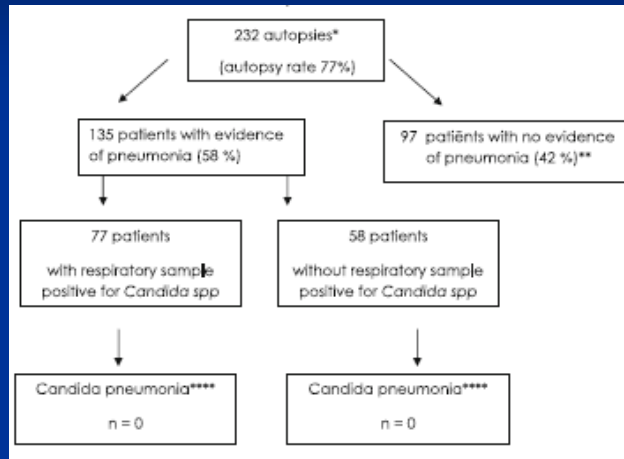 232 autopsies*
(autopsy rate 77%)
135 patients with evidence
of pneumonia (58 %)
97 patiënts with no evidence
of pneumonia (42 %)**
77 patients
with respiratory sample
positive for Candida spp
58 patients
without respiratory sample
positive for Candida spp
Candida pneumonia****
n = 0
Candida pneumonia****
n = 0